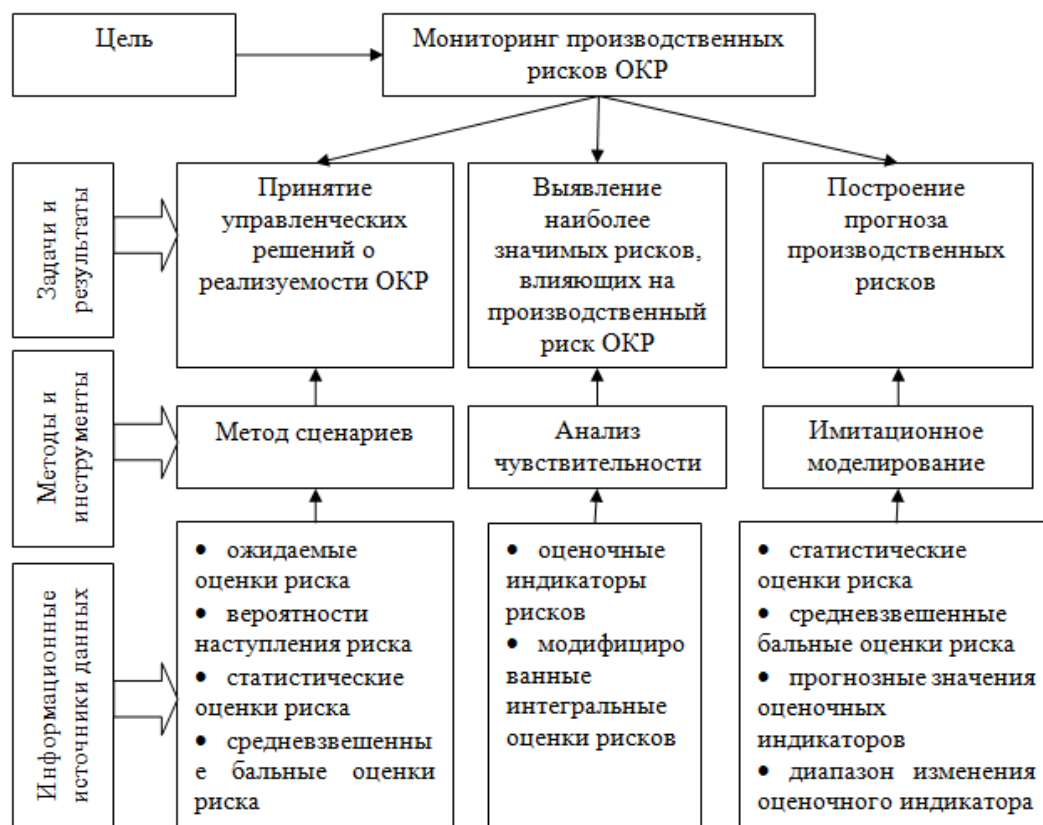 Цель
Мониторинг производственных
рисков ОКР
Задачи и
результаты
Принятие
управленческих
решений о
реализуемости ОКР
Выявление
наиболее
значимых рисков,
влияющих на
производственный
риск ОКР
Построение
прогноза
производственных
рисков
Методы и
инструменты
Метод сценариев
Анализ
чувствительности
Имитационное
моделирование
Информационные
источники данных
• ожидаемые
оценки риска
• вероятности
наступления риска
• статистические
оценки риска
• средневзвешенны
е бальные оценки
риска
• оценочные
индикаторы
рисков
• модифициро
ванные
интегральные
оценки рисков
• статистические
оценки риска
• средневзвешенные
бальные оценки риска
• прогнозные значения
оценочных
индикаторов
• диапазон изменения
оценочного индикатора